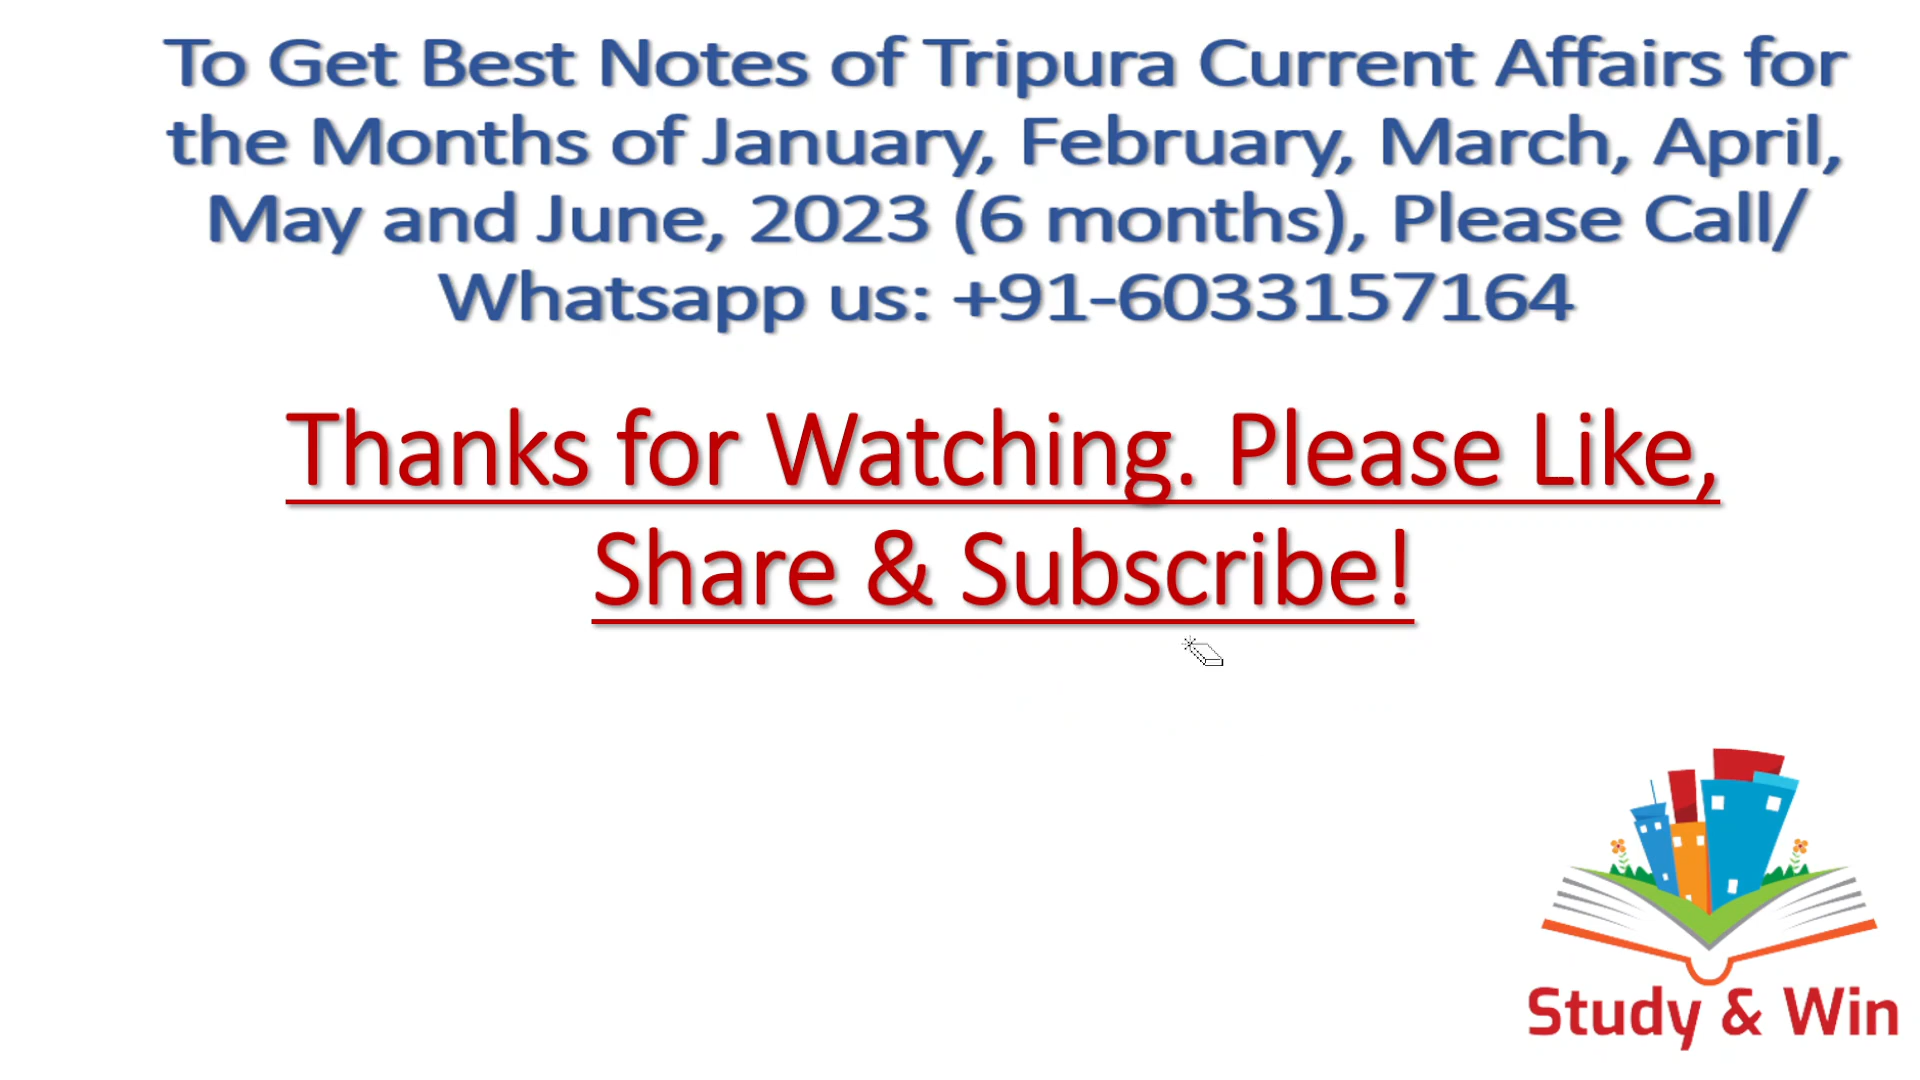 To Get Best Notes of Tripura Current Affairs for
the Months of January, February, March, April,
May and June, 2023 (6 months), Please Call/
Whatsapp us: +91-6033157164
Thanks for Watching. Please Like,
Share & Subscribe!
Study & Win